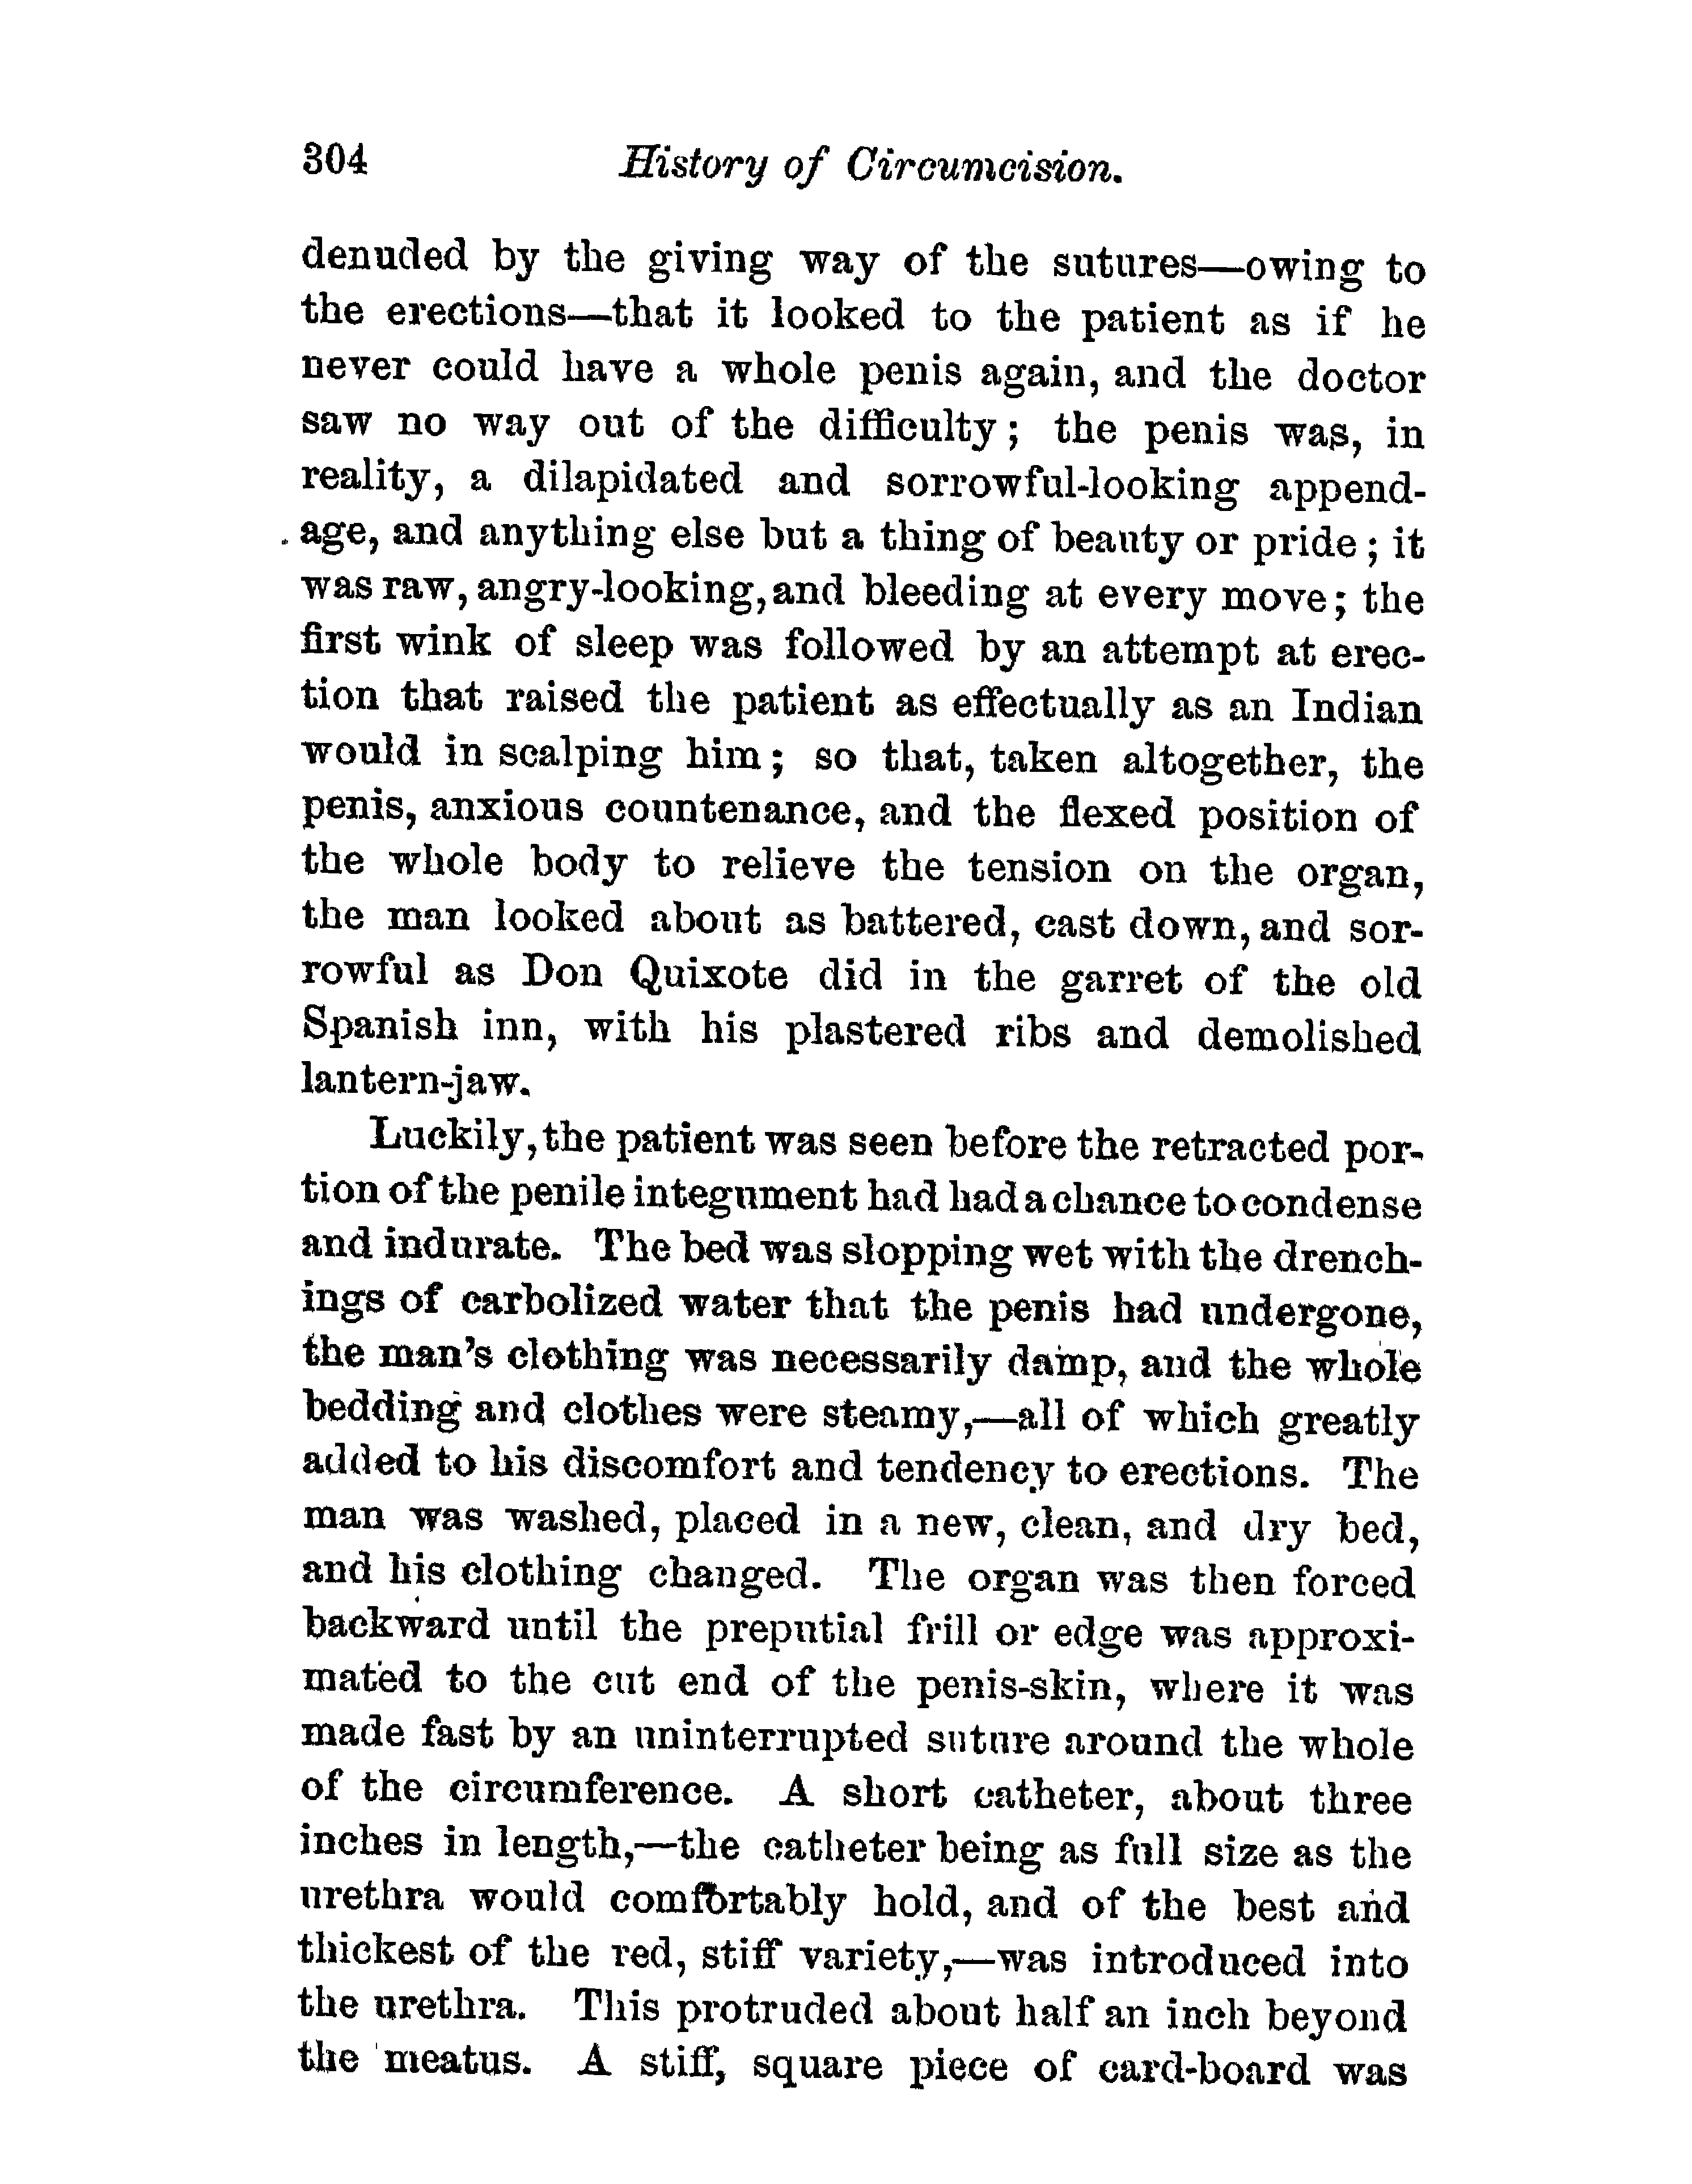 304 History of Circumcision.
denuded by the giving way of the sutures—owing to
the erections—that it looked to the patient as if he
never could have a whole penis again, and the doctor
saw no way out of the difficulty; the penis was, in
reality, a dilapidated and sorrowful-looking append-
age, and anything else but a thing of beauty or pride; it
was raw, angry-looking, and bleeding at every move; the
first wink of sleep was followed by an attempt at erec-
tion that raised the patient as effectually as an Indian
would in scalping him; so that, taken altogether, the
penis, anxious countenance, and the flexed position of
the whole body to relieve the tension on the organ,
the man looked about as battered, cast down, and sor-
rowful as Don Quixote did in the garret of the old
Spanish inn, with his plastered ribs and demolished
lantern-jaw.
Luckily, the patient was seen before the retracted por-
tion of the penile integument had had a chance to condense
and indurate. The bed was slopping wet with the drench-
ings of carbolized water that the penis had undergone,
the man's clothing was necessarily damp, and the whole
bedding and clothes were steamy,—all of which greatly
added to his discomfort and tendency to erections. The
man was washed, placed in a new, clean, and dry bed,
and his clothing changed. The organ was then forced
backward until the preputial frill or edge was approxi-
mated to the cut end of the penis-skin, where it was
made fast by an uninterrupted suture around the whole
of the circumference. A short catheter, about three
inches in length,—the catheter being as full size as the
urethra would comfortably hold, and of the best and
thickest of the red, stiff variety,—was introduced into
the urethra. This protruded about half an inch beyond
the meatus. A stiff, square piece of card-board was